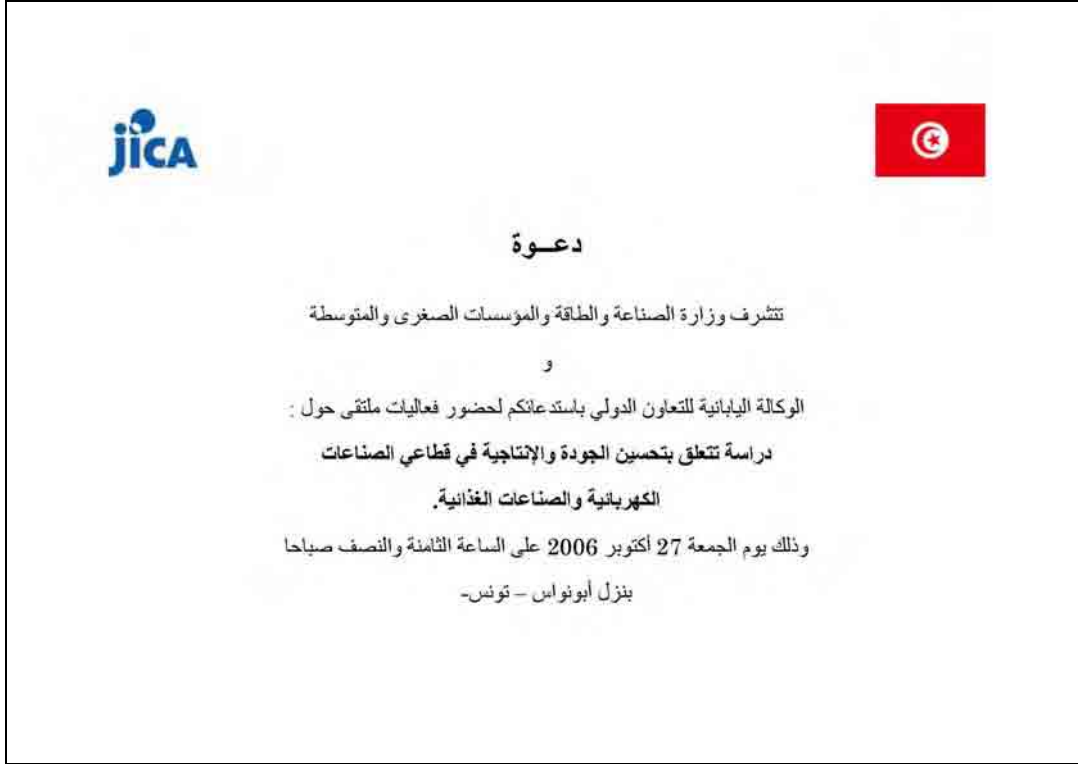 jica
دعـــوة
تتشرف وزارة الصناعة والطاقة والمؤسسات الصغرى والمتوسطة
و
الوكالة اليابانية للتعاون الدولي باستدعائكم لحضور فعاليات ملتقى حول :
دراسة تتعلق بتحسين الجودة والإنتاجية في قطاعي الصناعات
الكهربائية والصناعات الغذائية.
وذلك يوم الجمعة 27 أكتوبر 2006 على الساعة الثامنة والنصف صباحا
بنزل أبونواس – تونس-